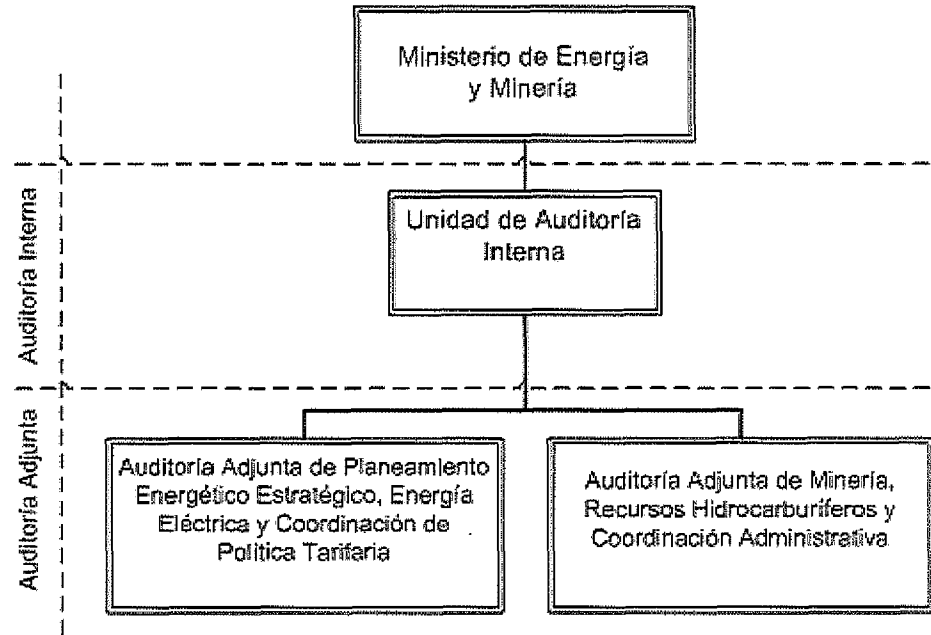 Ministerio de Energía
y Minería
Auditoría Interna
Unidad de Auditoría
Interna
Auditoría Adjunta
Auditoría Adjunta de Planeamiento
Energético Estratégico, Energía
Eléctrica y Coordinación de
Política Tarifaria
Auditoría Adjunta de Minería,
Recursos Hidrocarburíferos y
Coordinación Administrativa